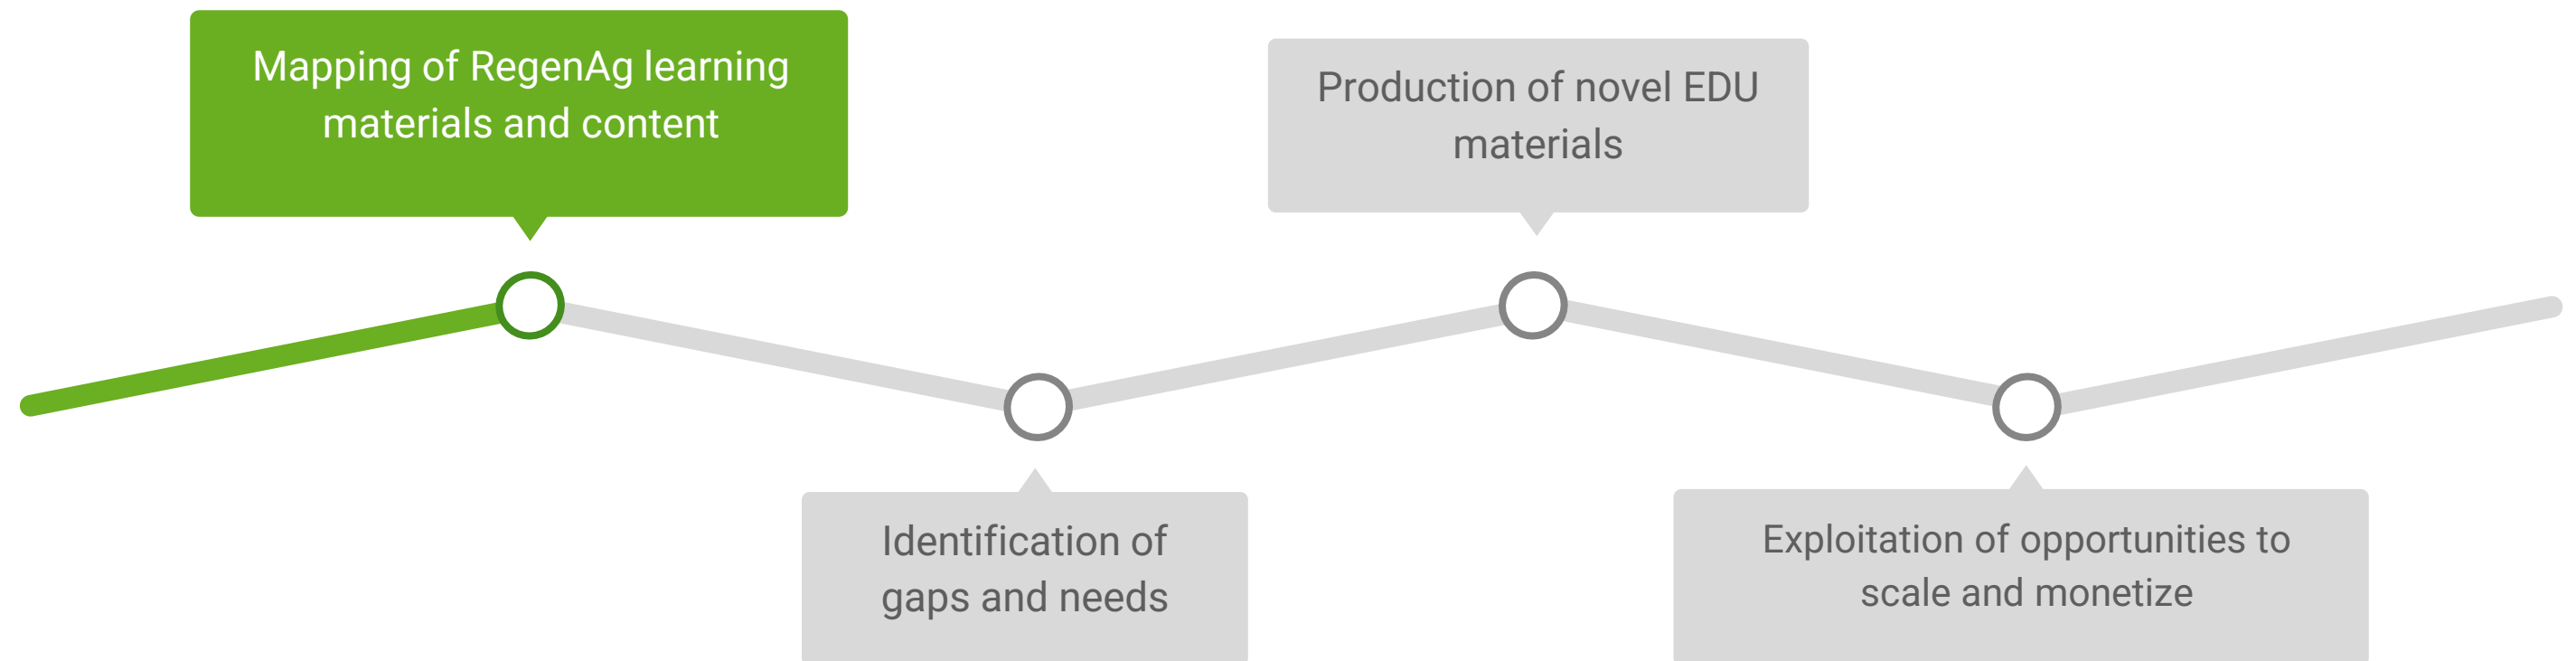 Mapping of RegenAg learning
materials and content
Identification of
gaps and needs
Production of novel EDU
materials
Exploitation of opportunities to
scale and monetize